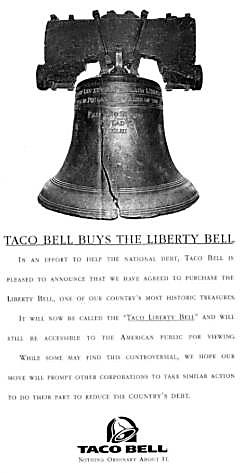 TACO BELL BUYS THE LIBERTY BELL
In an effort to help the national debt, Taco Bell is
pleased to announce that we have agreed to purchase the
Liberty Bell, one of our country's most historic treasures.
It will now be called the "Taco Liberty Bell" and will
still be accessible to the American public for viewing.
While some may find this controversial, we hope our
move will prompt other corporations to take similar action
to do their part to reduce the country's debt.
TACO BELL
Nothing Ordinary About It.